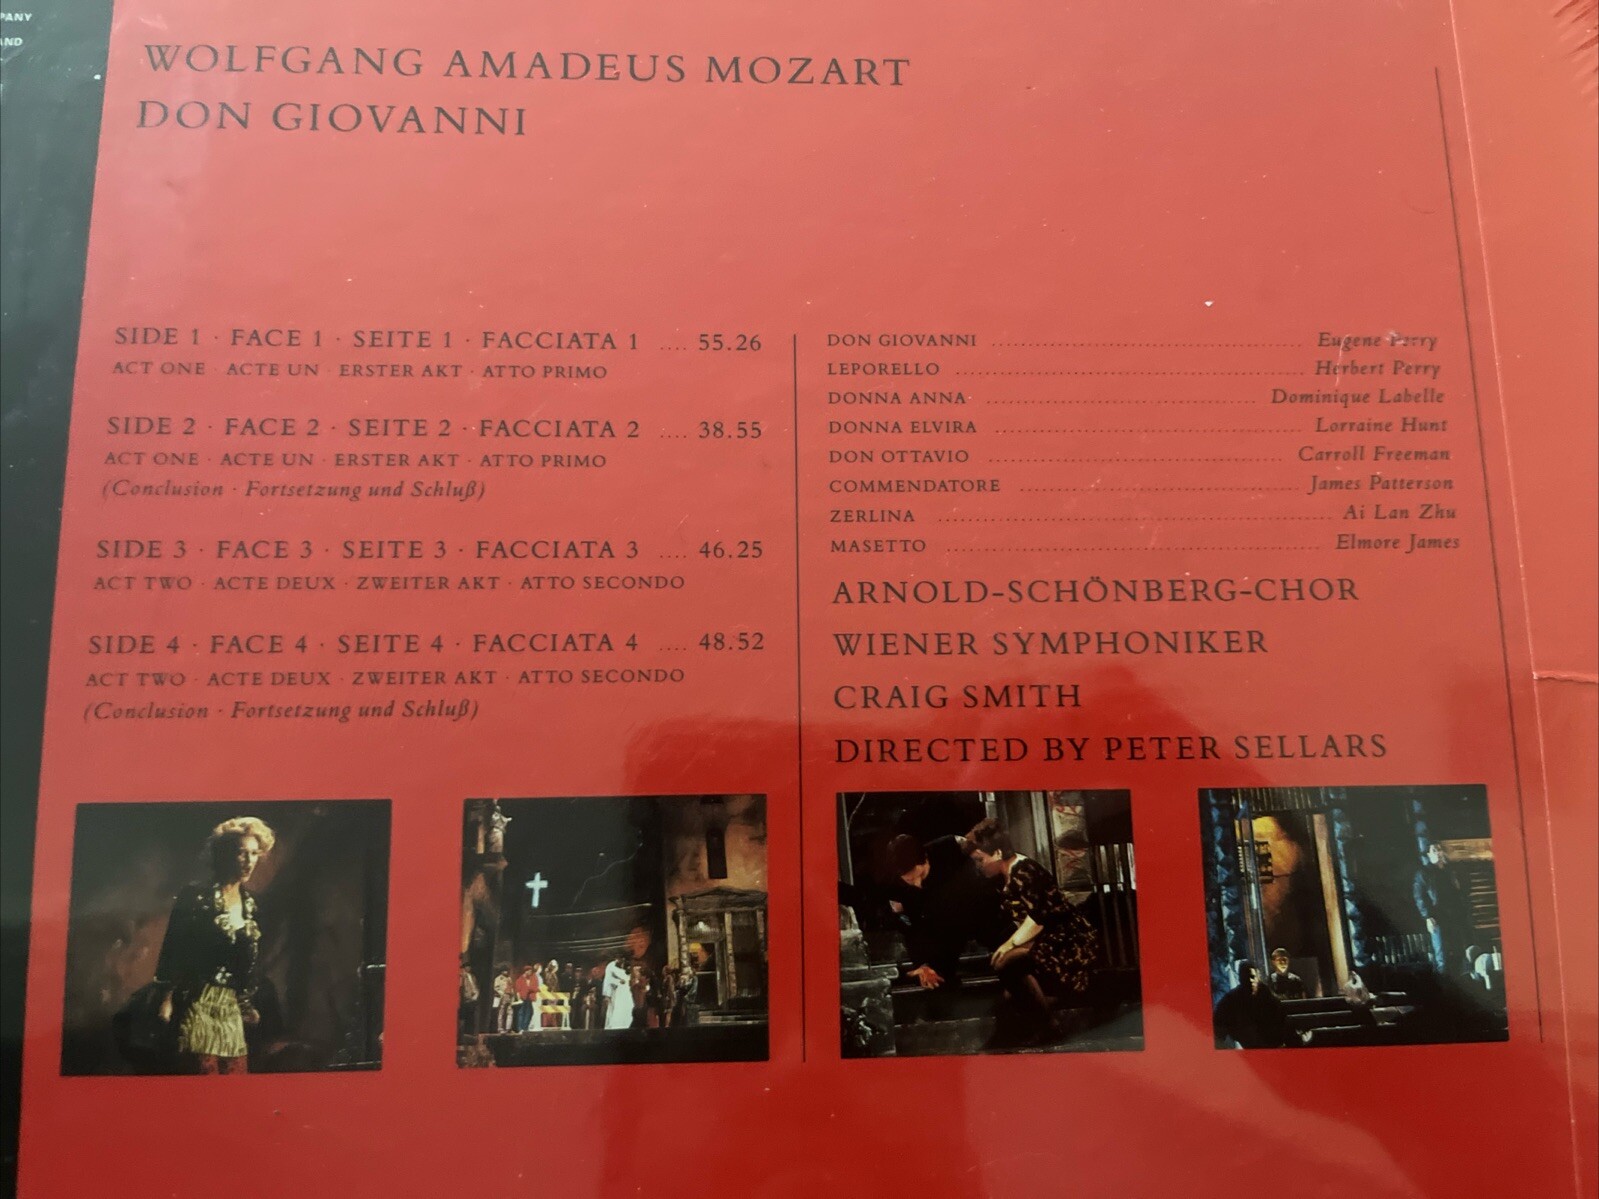 PANY
AND
WOLFGANG AMADEUS MOZART
DON GIOVANNI
SIDE 1 · FACE 1 · SEITE 1 · FACCIATA 1 .... 55.26
ACT ONE · ACTE UN · ERSTER AKT · ATTO PRIMO
SIDE 2 · FACE 2 · SEITE 2 · FACCIATA 2 .... 38.55
ACT ONE · ACTE UN · ERSTER AKT · ATTO PRIMO
(Conclusion · Fortsetzung und Schluß)
SIDE 3 · FACE 3 · SEITE 3 · FACCIATA 3 .... 46.25
ACT TWO · ACTE DEUX · ZWEITER AKT · ATTO SECONDO
SIDE 4 · FACE 4 · SEITE 4 · FACCIATA 4 .... 48.52
ACT TWO · ACTE DEUX · ZWEITER AKT · ATTO SECONDO
(Conclusion · Fortsetzung und Schluß)
DON GIOVANNI ........ Eugene Perry
LEPORELLO ........ Herbert Perry
DONNA ANNA ........ Dominique Labelle
DONNA ELVIRA ........ Lorraine Hunt
DON OTTAVIO ........ Carroll Freeman
COMMENDATORE ........ James Patterson
ZERLINA ........ Ai Lan Zhu
MASETTO ........ Elmore James
ARNOLD-SCHÖNBERG-CHOR
WIENER SYMPHONIKER
CRAIG SMITH
DIRECTED BY PETER SELLARS